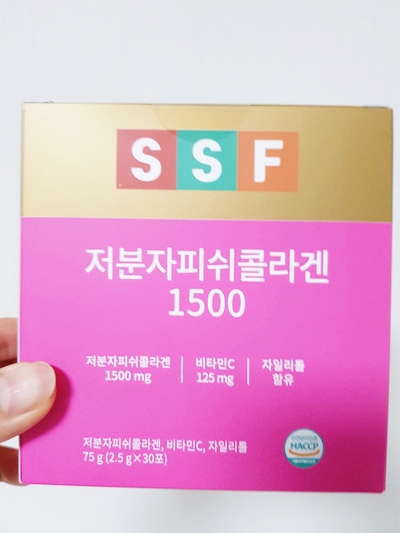 SSF
저분자피쉬콜라겐
1500
저분자피쉬콜라겐
1500 mg
비타민C
125 mg
자일리톨
함유
저분자피쉬콜라겐, 비타민C, 자일리톨
75 g (2.5 g×30포)
HACCP